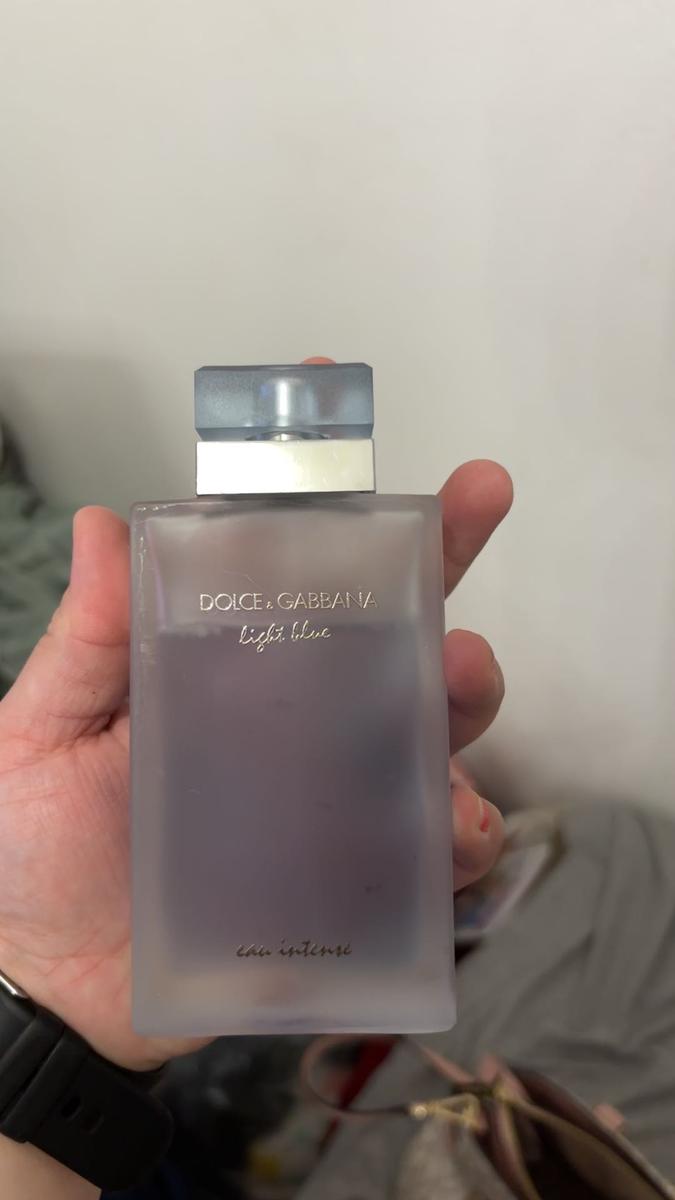 DOLCE & GABBANA
light blue
eau intense